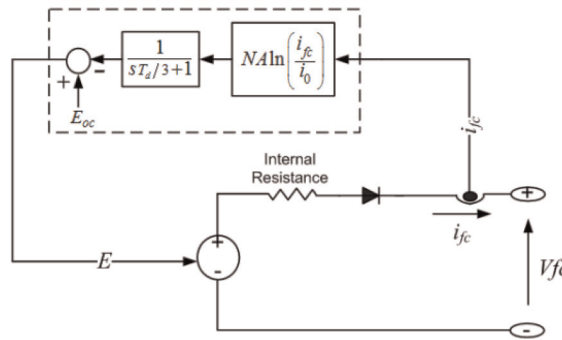 1
sT_d/3+1
NA ln(i_fc/i_0)
+
-
E_oc
i_fc
Internal
Resistance
+
-
E
i_fc
+
Vfc
-